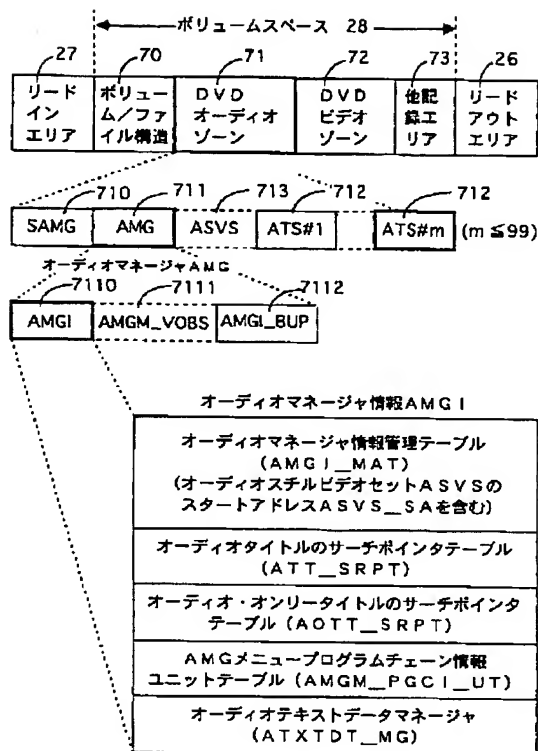 ボリュームスペース 28
27 70 71 72 73 26
リード
イン
エリア
ボリュー
ム/ファ
イル構造
DVD
オーディオ
ゾーン
DVD
ビデオ
ゾーン
他記
録エ
リア
リード
アウト
エリア
710 711 713 712 712
SAMG AMG ASVS ATS#1 ATS#m (m≦99)
オーディオマネージャAMG
7110 7111 7112
AMGI AMGM_VOBS AMGI_BUP
オーディオマネージャ情報AMGI
オーディオマネージャ情報管理テーブル
(AMGI_MAT)
(オーディオスチルビデオセットASVSの
スタートアドレスASVS_SAを含む)
オーディオタイトルのサーチポインタテーブル
(ATT_SRPT)
オーディオ・オンリータイトルのサーチポインタ
テーブル(AOTT_SRPT)
AMGメニュープログラムチェーン情報
ユニットテーブル(AMGM_PGCI_UT)
オーディオテキストデータマネージャ
(ATXTDT_MG)